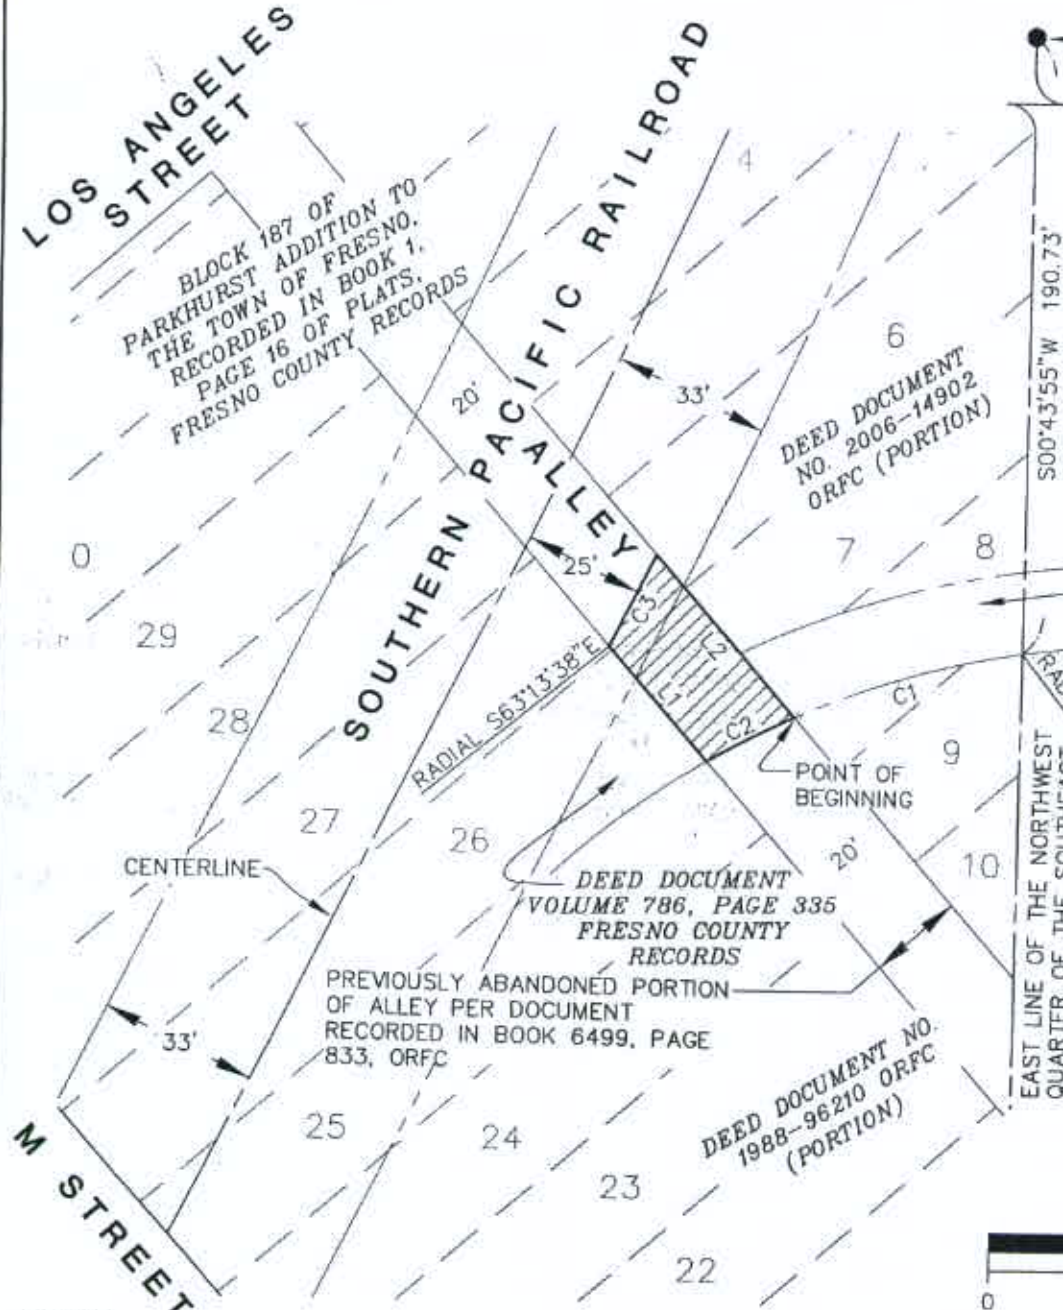 LOS ANGELES
STREET
BLOCK 187 OF
PARKHURST ADDITION TO
THE TOWN OF FRESNO,
RECORDED IN BOOK 1,
PAGE 16 OF PLATS,
FRESNO COUNTY RECORDS
SOUTHERN PACIFIC RAILROAD
4
6
S00°43'55"W 190.73'
33'
DEED DOCUMENT
NO. 2006-14902
ORFC (PORTION)
20'
ALLEY
25'
7
8
0
29
28
27
26
C3
L2
L1
C2
C1
RADIAL S63°13'38"E
9
10
POINT OF
BEGINNING
CENTERLINE
20'
DEED DOCUMENT
VOLUME 786, PAGE 335
FRESNO COUNTY
RECORDS
PREVIOUSLY ABANDONED PORTION
OF ALLEY PER DOCUMENT
RECORDED IN BOOK 6499, PAGE
833, ORFC
33'
EAST LINE OF THE NORTHWEST
DEED DOCUMENT NO.
1988-96210 ORFC
(PORTION)
25
24
23
22
M STREET
0